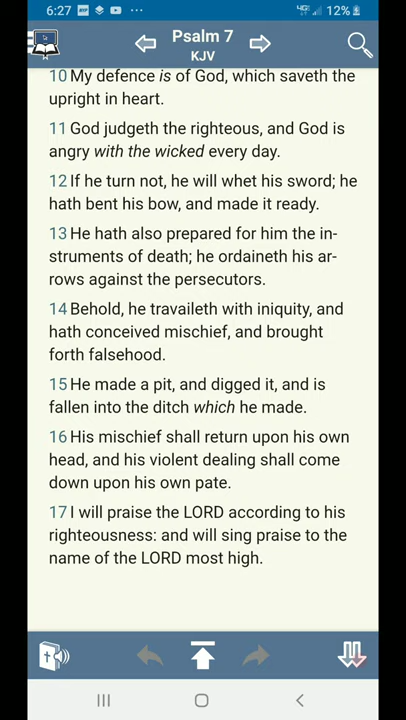 6:27 12%
Psalm 7
KJV
10 My defence is of God, which saveth the
upright in heart.
11 God judgeth the righteous, and God is
angry with the wicked every day.
12 If he turn not, he will whet his sword; he
hath bent his bow, and made it ready.
13 He hath also prepared for him the in-
struments of death; he ordaineth his ar-
rows against the persecutors.
14 Behold, he travaileth with iniquity, and
hath conceived mischief, and brought
forth falsehood.
15 He made a pit, and digged it, and is
fallen into the ditch which he made.
16 His mischief shall return upon his own
head, and his violent dealing shall come
down upon his own pate.
17 I will praise the LORD according to his
righteousness: and will sing praise to the
name of the LORD most high.